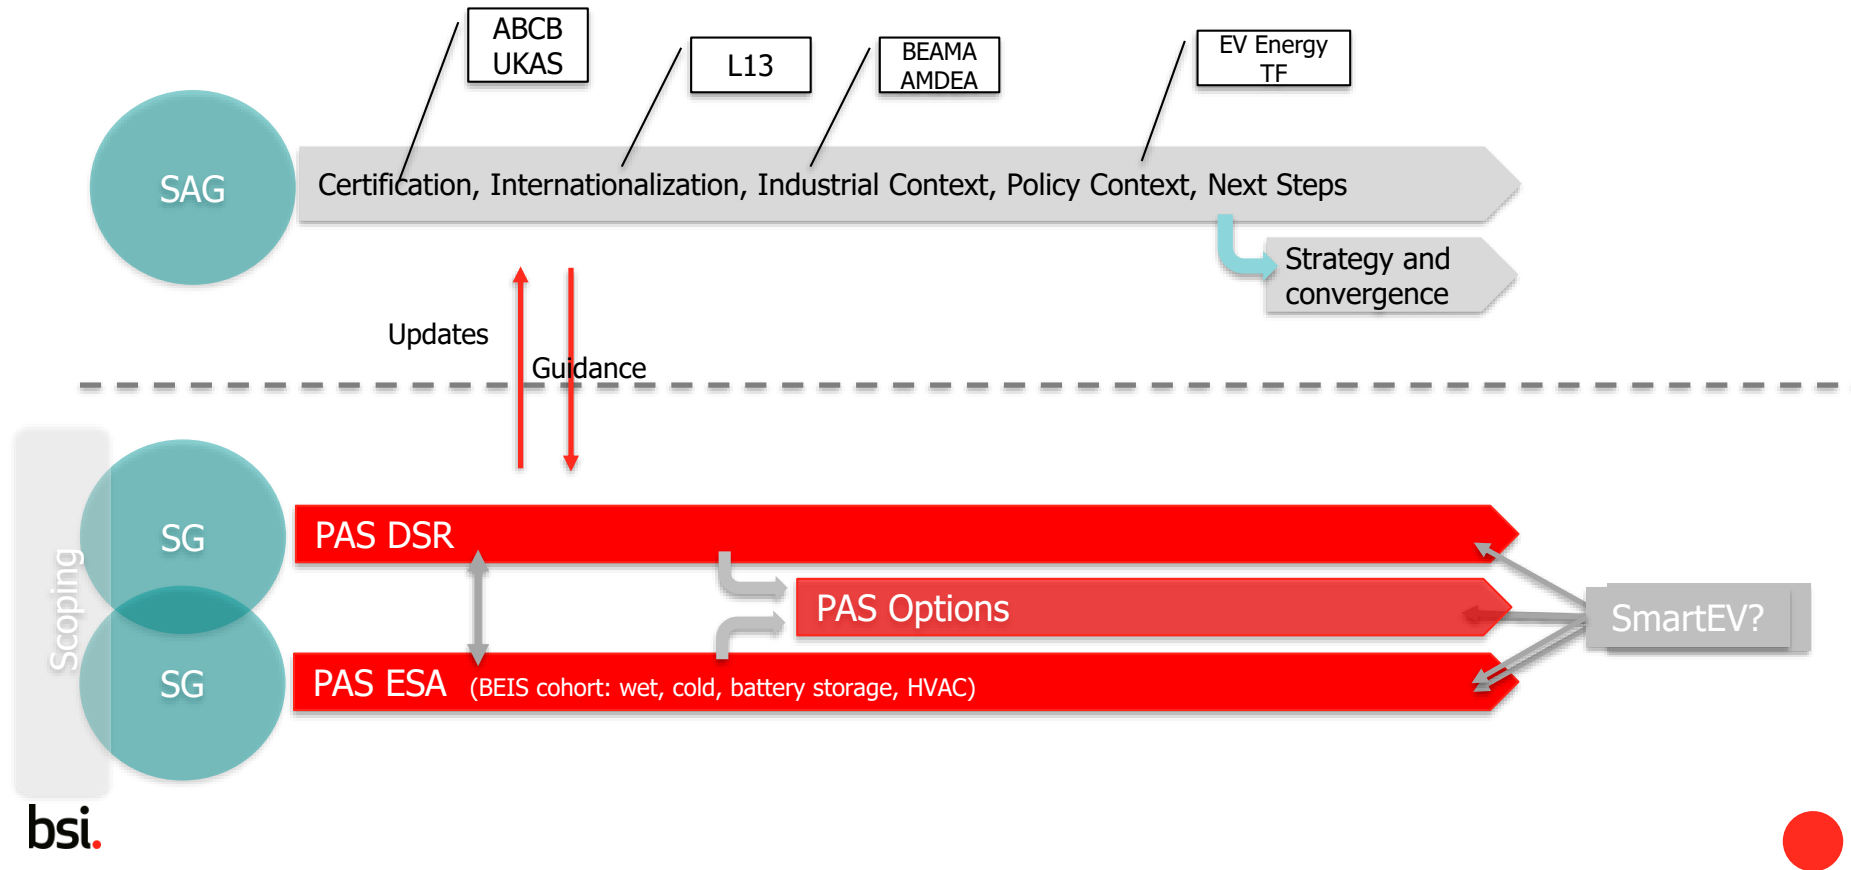 ABCB
UKAS
L13
BEAMA
AMDEA
EV Energy
TF
SAG
Certification, Internationalization, Industrial Context, Policy Context, Next Steps
Strategy and
convergence
Updates
Guidance
Scoping
SG
PAS DSR
PAS Options
SmartEV?
SG
PAS ESA (BEIS cohort: wet, cold, battery storage, HVAC)
bsi.